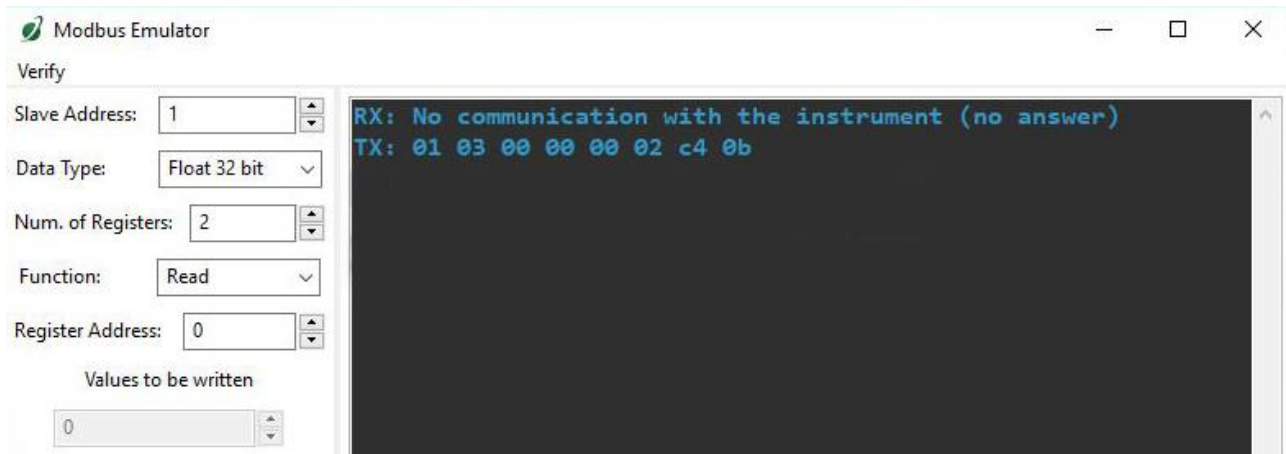 Modbus Emulator
Verify
Slave Address: 1
Data Type: Float 32 bit
Num. of Registers: 2
Function: Read
Register Address: 0
Values to be written
0
RX: No communication with the instrument (no answer)
TX: 01 03 00 00 00 02 c4 0b